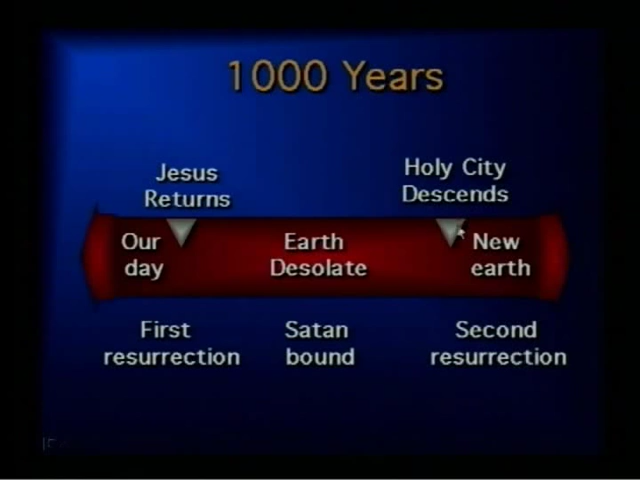 1000 Years
Jesus
Returns
Holy City
Descends
Our
day
Earth
Desolate
New
earth
First
resurrection
Satan
bound
Second
resurrection